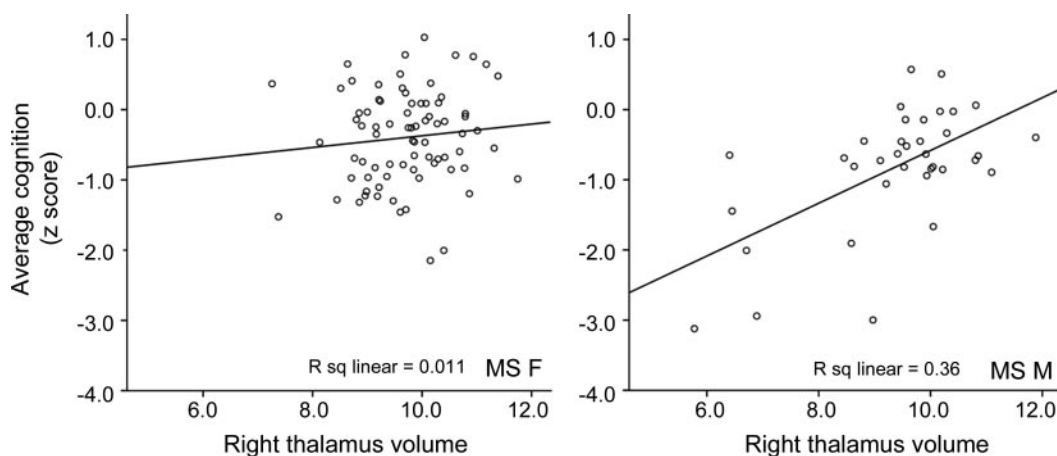 Average cognition
(z score)
1.0
0.0
-1.0
-2.0
-3.0
-4.0
R sq linear = 0.011
MS F
6.0
8.0
10.0
12.0
Right thalamus volume
1.0
0.0
-1.0
-2.0
-3.0
-4.0
R sq linear = 0.36
MS M
6.0
8.0
10.0
12.0
Right thalamus volume